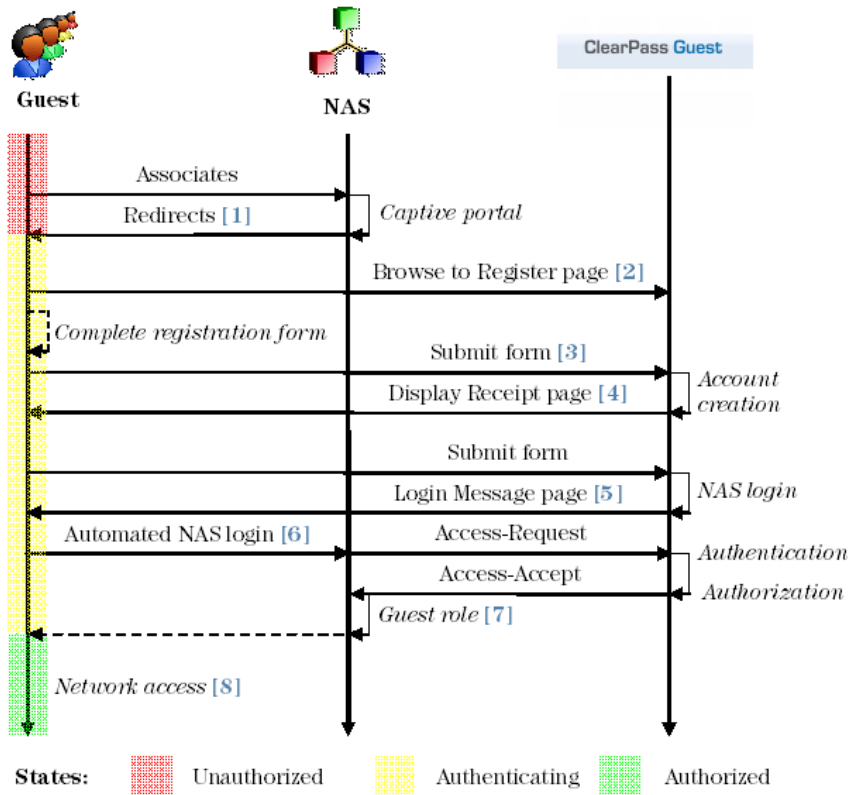 ClearPass Guest
Guest
NAS
Associates
Redirects [1]
Captive portal
Browse to Register page [2]
Complete registration form
Submit form [3]
Display Receipt page [4]
Account
creation
Submit form
Login Message page [5]
NAS login
Automated NAS login [6]
Access-Request
Authentication
Access-Accept
Authorization
Guest role [7]
Network access [8]
States:
Unauthorized
Authenticating
Authorized